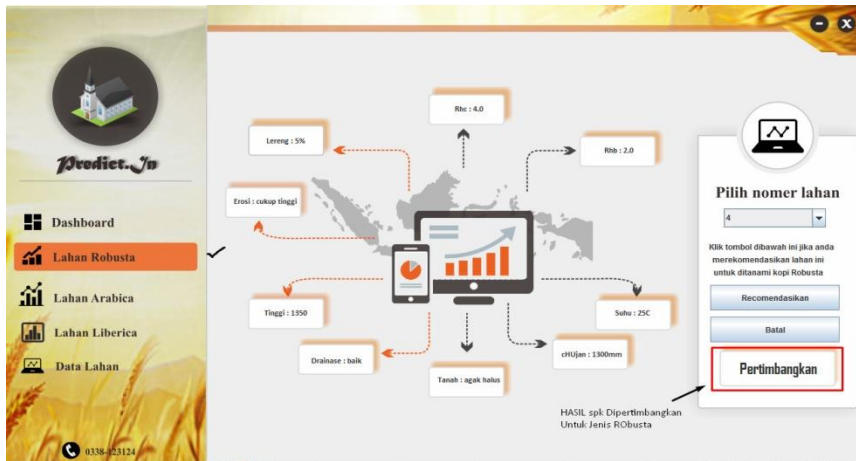 Predict.In
Dashboard
Lahan Robusta
Lahan Arabica
Lahan Liberica
Data Lahan
0338-123124
Rhc : 4.0
Lereng : 5%
Rhb : 2.0
Erosi : cukup tinggi
Tinggi : 1350
Suhu : 25C
Drainase : baik
cHUjan : 1300mm
Tanah : agak halus
Pilih nomer lahan
4
Klik tombol dibawah ini jika anda
merekomendasikan lahan ini
untuk ditanami kopi Robusta
Recomendasikan
Batal
Pertimbangkan
HASIL spk Dipertimbangkan
Untuk Jenis RObusta